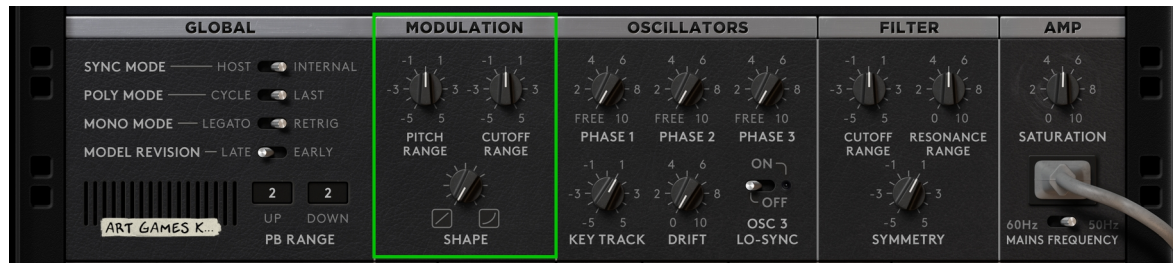 GLOBAL
SYNC MODE HOST INTERNAL
POLY MODE CYCLE LAST
MONO MODE LEGATO RETRIG
MODEL REVISION LATE EARLY
ART GAMES K...
2 2
UP DOWN
PB RANGE
MODULATION
-1 1 -1 1
-3 3 -3 3
-5 5 -5 5
PITCH RANGE
CUTOFF RANGE
SHAPE
OSCILLATORS
4 6 4 6 4 6
2 8 2 8 2 8
FREE 10 FREE 10 FREE 10
PHASE 1 PHASE 2 PHASE 3
-1 1 4 6 ON
-3 3 2 8 OFF
-5 5 0 10 OSC 3
KEY TRACK DRIFT LO-SYNC
FILTER
-1 1 4 6
-3 3 2 8
-5 5 0 10
CUTOFF RANGE
RESONANCE RANGE
-1 1
-3 3
-5 5
SYMMETRY
AMP
4 6
2 8
0 10
SATURATION
60Hz 50Hz
MAINS FREQUENCY